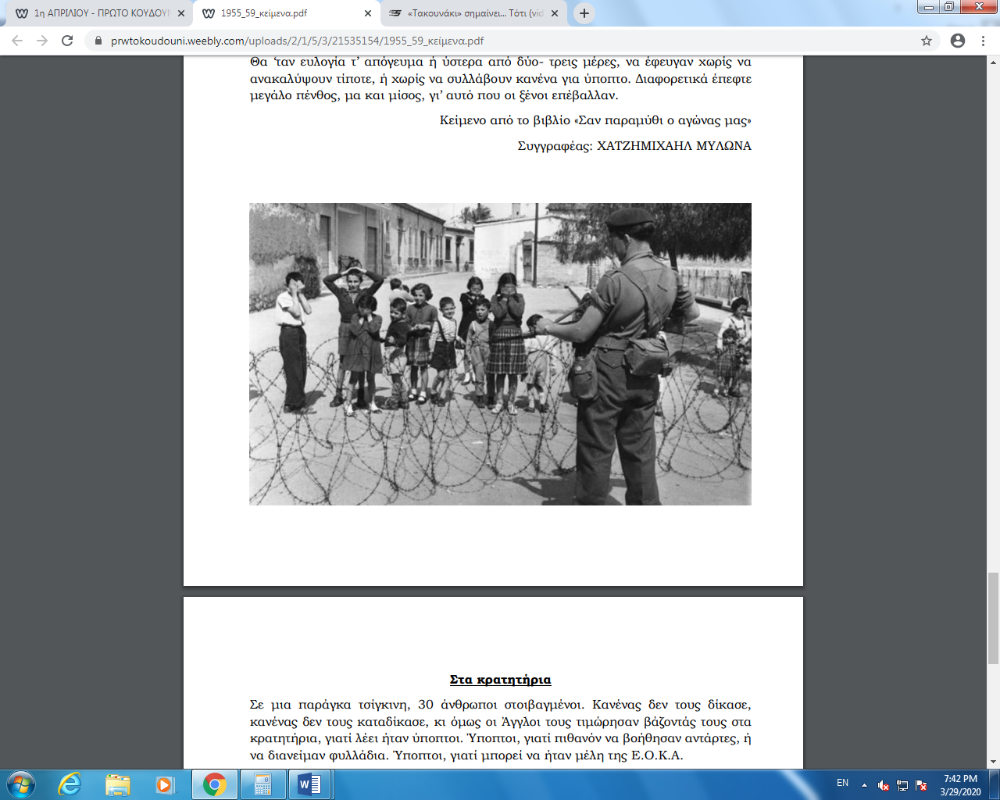 1η ΑΠΡΙΛΙΟΥ - ΠΡΩΤΟ ΚΟΥΔΟΥΝ
1955_59_κείμενα.pdf
«Τακουνάκι» σημαίνει... Τότι (vid
prwtokoudouni.weebly.com/uploads/2/1/5/3/21535154/1955_59_κείμενα.pdf
Θα ‘ταν ευλογία τ’ απόγευμα ή ύστερα από δύο- τρεις μέρες, να έφευγαν χωρίς να
ανακαλύψουν τίποτε, ή χωρίς να συλλάβουν κανένα για ύποπτο. Διαφορετικά έπεφτε
μεγάλο πένθος, μα και μίσος, γι’ αυτό που οι ξένοι επέβαλλαν.
Κείμενο από το βιβλίο «Σαν παραμύθι ο αγώνας μας»
Συγγραφέας: ΧΑΤΖΗΜΙΧΑΗΛ ΜΥΛΩΝΑ
Στα κρατητήρια
Σε μια παράγκα τσίγκινη, 30 άνθρωποι στοιβαγμένοι. Κανένας δεν τους δίκασε,
κανένας δεν τους καταδίκασε, κι όμως οι Άγγλοι τους τιμώρησαν βάζοντάς τους στα
κρατητήρια, γιατί λέει ήταν ύποπτοι. Ύποπτοι, γιατί πιθανόν να βοήθησαν αντάρτες, ή
να διανείμαν φυλλάδια. Ύποπτοι, γιατί μπορεί να ήταν μέλη της Ε.Ο.Κ.Α.
EN
7:42 PM
3/29/2020